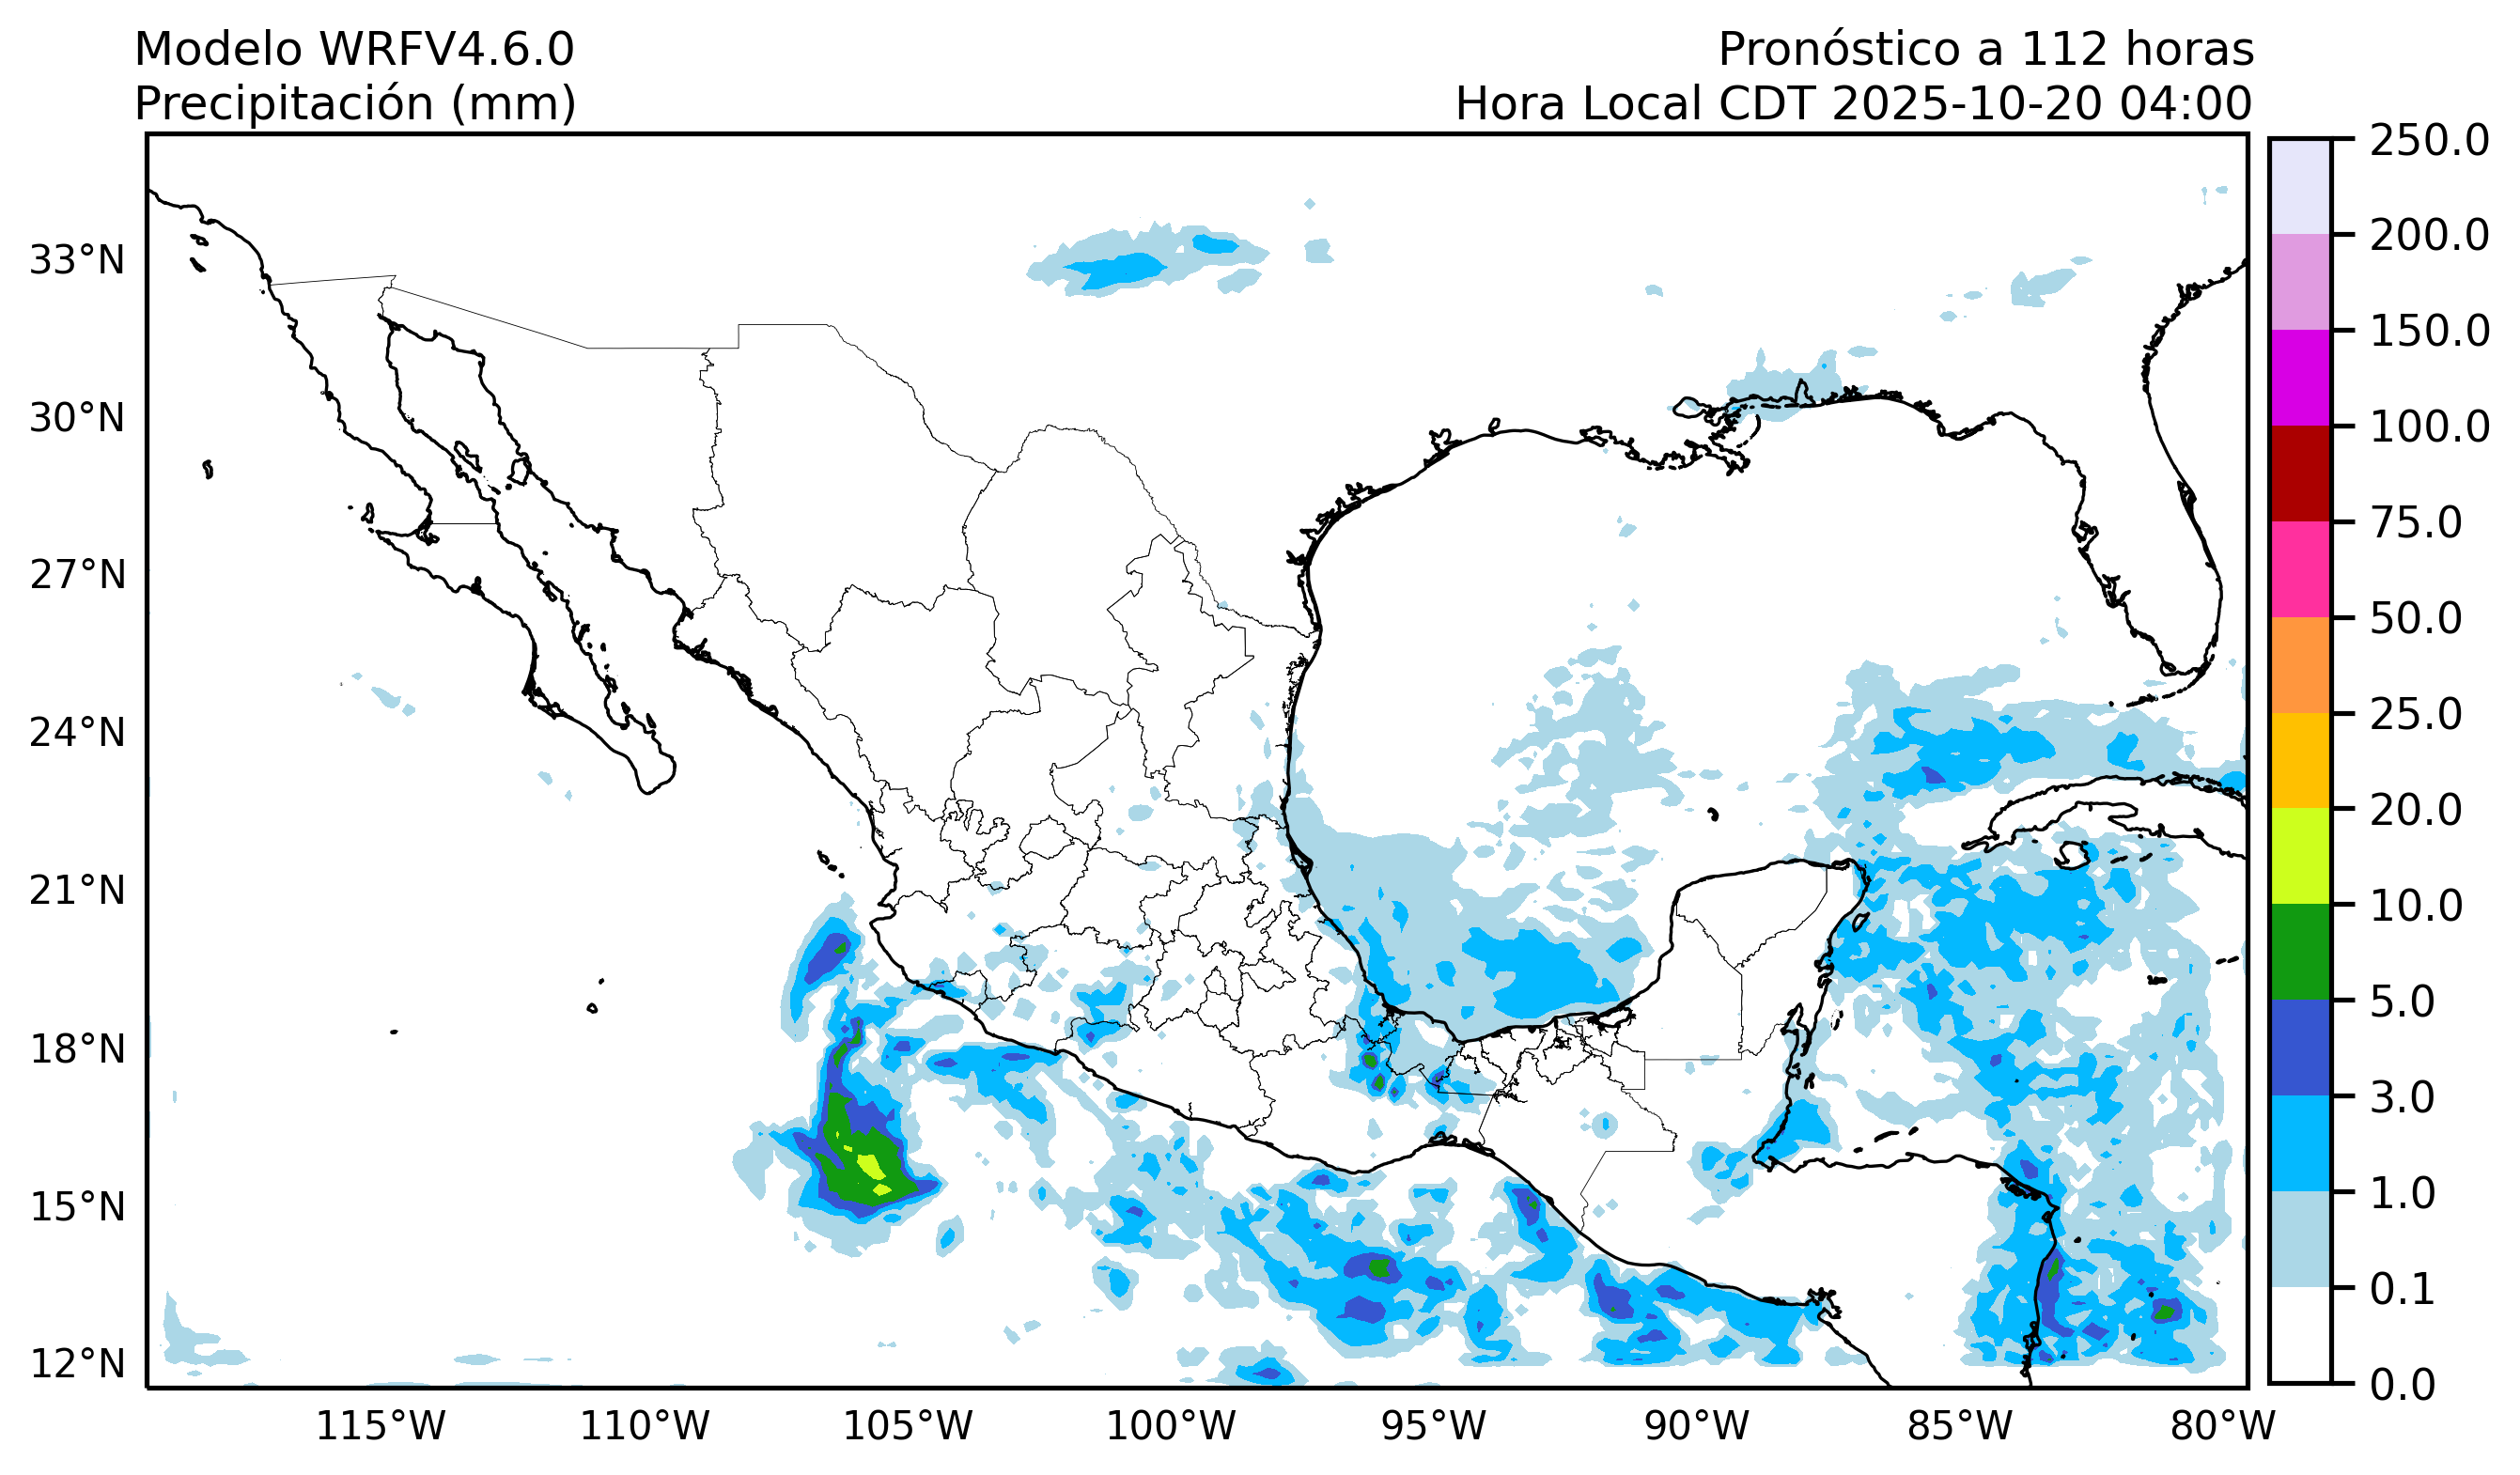 Modelo WRFV4.6.0
Precipitación (mm)
Pronóstico a 112 horas
Hora Local CDT 2025-10-20 04:00
33°N
30°N
27°N
24°N
21°N
18°N
15°N
12°N
115°W
110°W
105°W
100°W
95°W
90°W
85°W
80°W
250.0
200.0
150.0
100.0
75.0
50.0
25.0
20.0
10.0
5.0
3.0
1.0
0.1
0.0